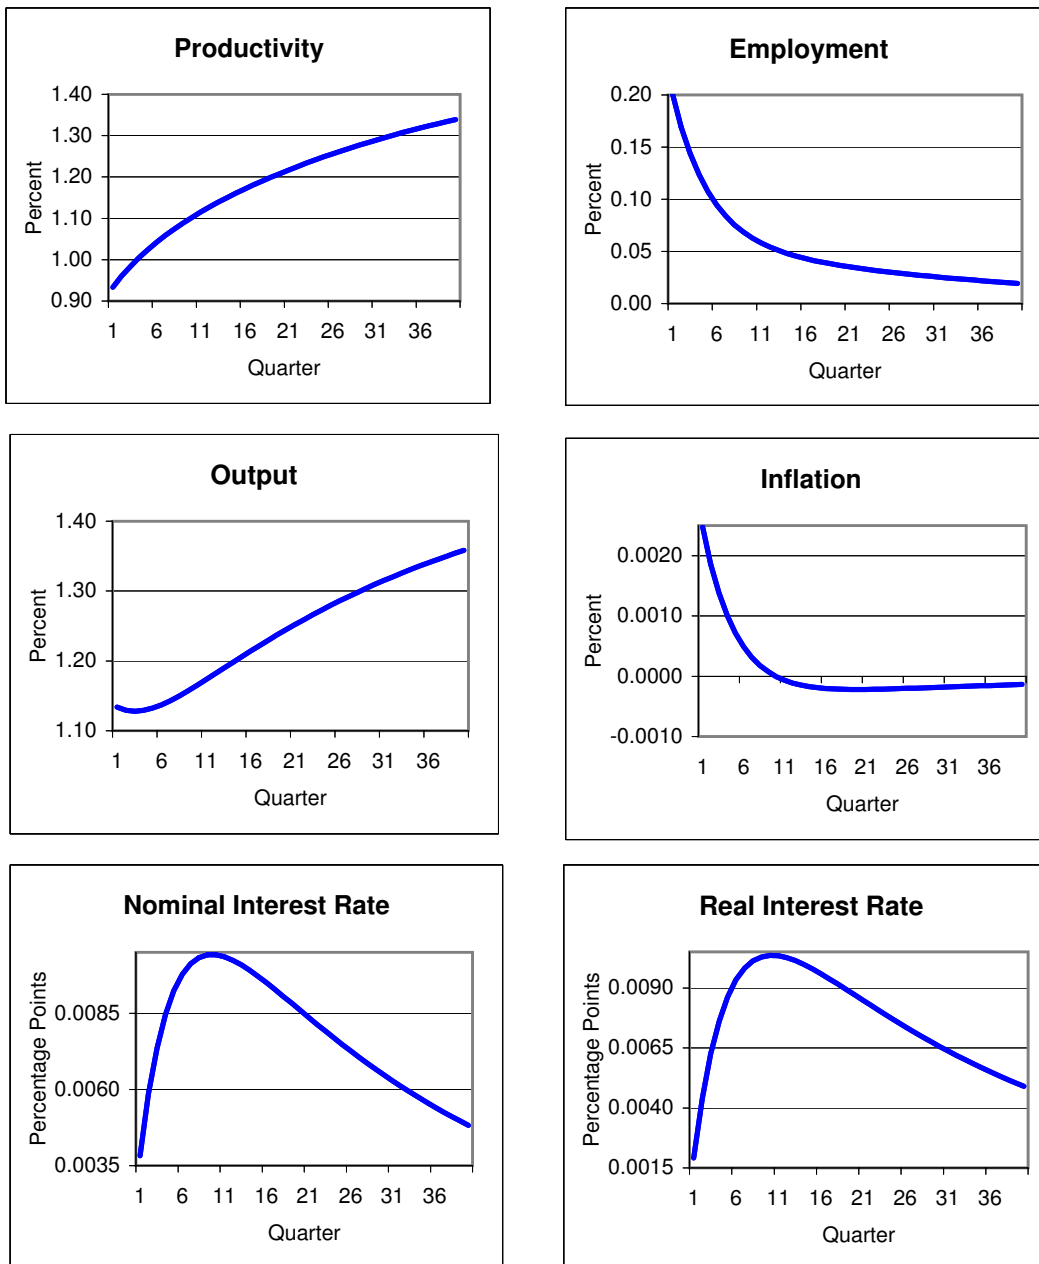 Productivity
Percent
1.40
1.30
1.20
1.10
1.00
0.90
1 6 11 16 21 26 31 36
Quarter
Employment
Percent
0.20
0.15
0.10
0.05
0.00
1 6 11 16 21 26 31 36
Quarter
Output
Percent
1.40
1.30
1.20
1.10
1 6 11 16 21 26 31 36
Quarter
Inflation
Percent
0.0020
0.0010
0.0000
-0.0010
1 6 11 16 21 26 31 36
Quarter
Nominal Interest Rate
Percentage Points
0.0085
0.0060
0.0035
1 6 11 16 21 26 31 36
Quarter
Real Interest Rate
Percentage Points
0.0090
0.0065
0.0040
0.0015
1 6 11 16 21 26 31 36
Quarter